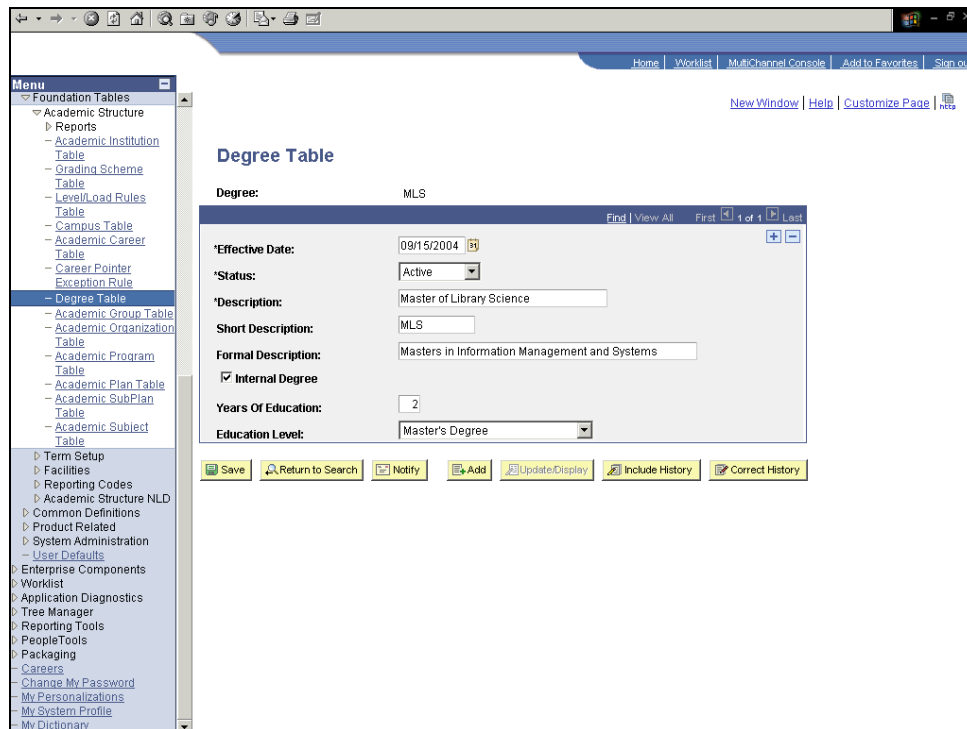 Home | Worklist | MultiChannel Console | Add to Favorites | Sign ou
Menu
New Window | Help | Customize Page |
http
Foundation Tables
Academic Structure
Reports
Academic Institution
Table
Grading Scheme
Table
Level/Load Rules
Table
Campus Table
Academic Career
Table
Career Pointer
Exception Rule
Degree Table
Academic Group Table
Academic Organization
Table
Academic Program
Table
Academic Plan Table
Academic SubPlan
Table
Academic Subject
Table
Term Setup
Facilities
Reporting Codes
Academic Structure NLD
Common Definitions
Product Related
System Administration
User Defaults
Enterprise Components
Worklist
Application Diagnostics
Tree Manager
Reporting Tools
PeopleTools
Packaging
Careers
Change My Password
My Personalizations
My System Profile
My Dictionary
Degree Table
Degree: MLS
Find | View All First 1 of 1 Last
*Effective Date: 09/15/2004 31
*Status: Active
*Description: Master of Library Science
Short Description: MLS
Formal Description: Masters in Information Management and Systems
Internal Degree
Years Of Education: 2
Education Level: Master's Degree
Save Return to Search Notify Add Update/Display Include History Correct History